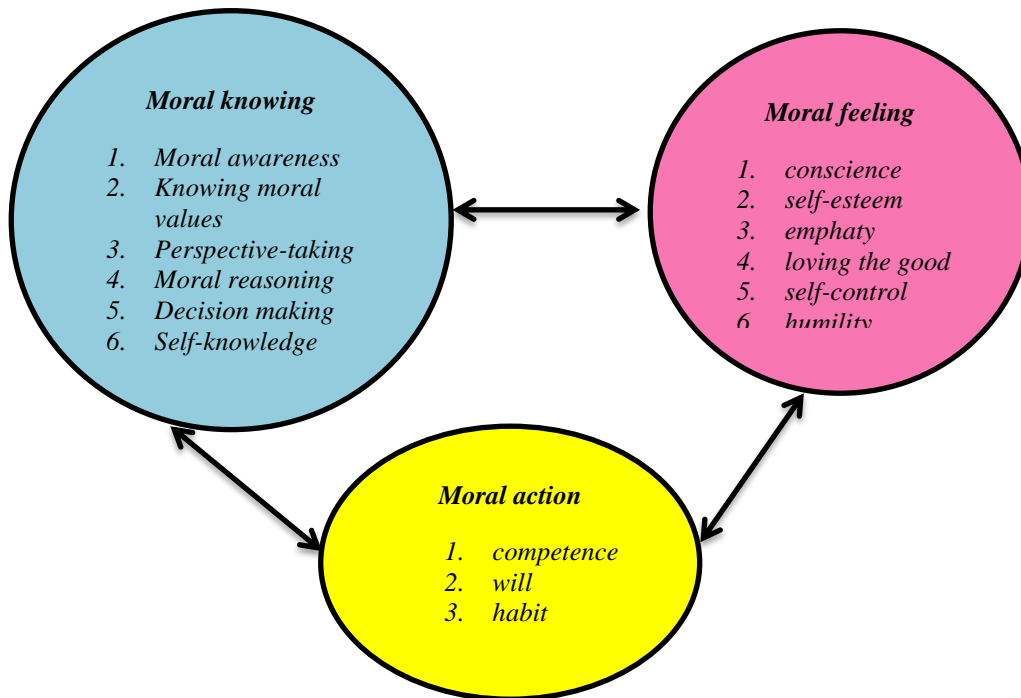 Moral knowing
1. Moral awareness
2. Knowing moral
values
3. Perspective-taking
4. Moral reasoning
5. Decision making
6. Self-knowledge
Moral feeling
1. conscience
2. self-esteem
3. emphaty
4. loving the good
5. self-control
6. humility
Moral action
1. competence
2. will
3. habit